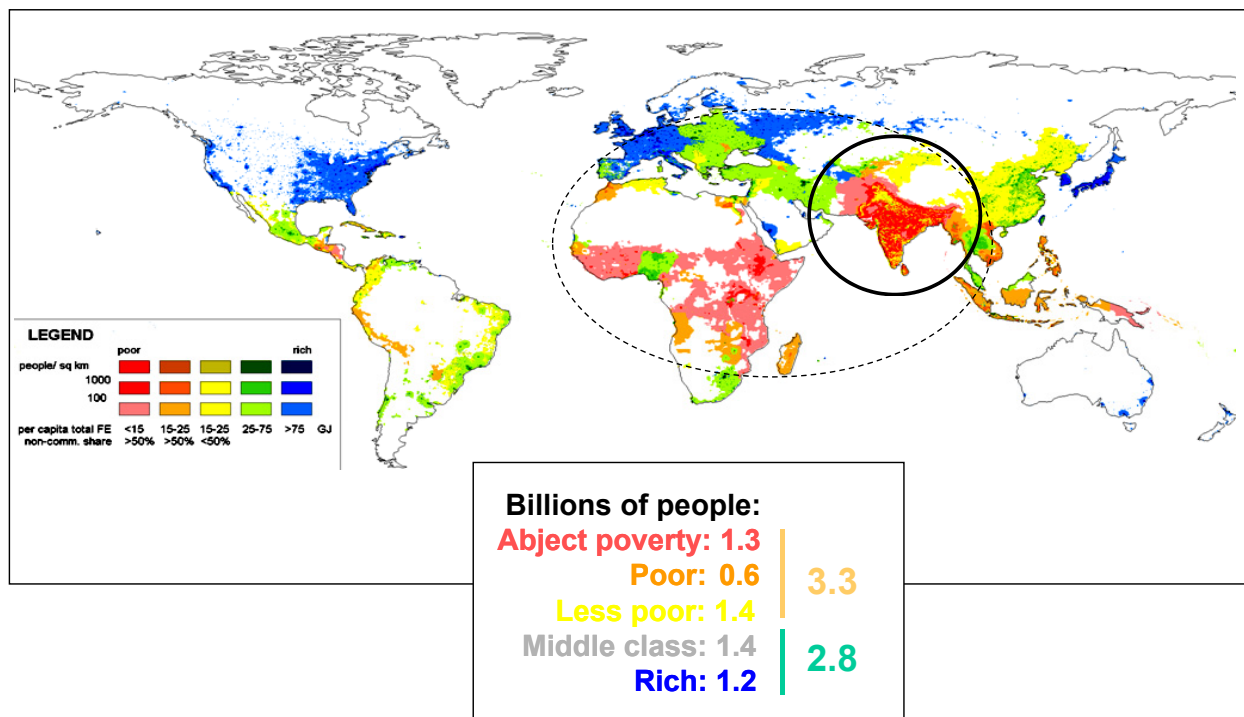 LEGEND
poor rich
people/ sq km
1000
100
per capita total FE <15 15-25 15-25 25-75 >75 GJ
non-comm. share >50% >50% <50%
Billions of people:
Abject poverty: 1.3
Poor: 0.6
3.3
Less poor: 1.4
Middle class: 1.4
2.8
Rich: 1.2